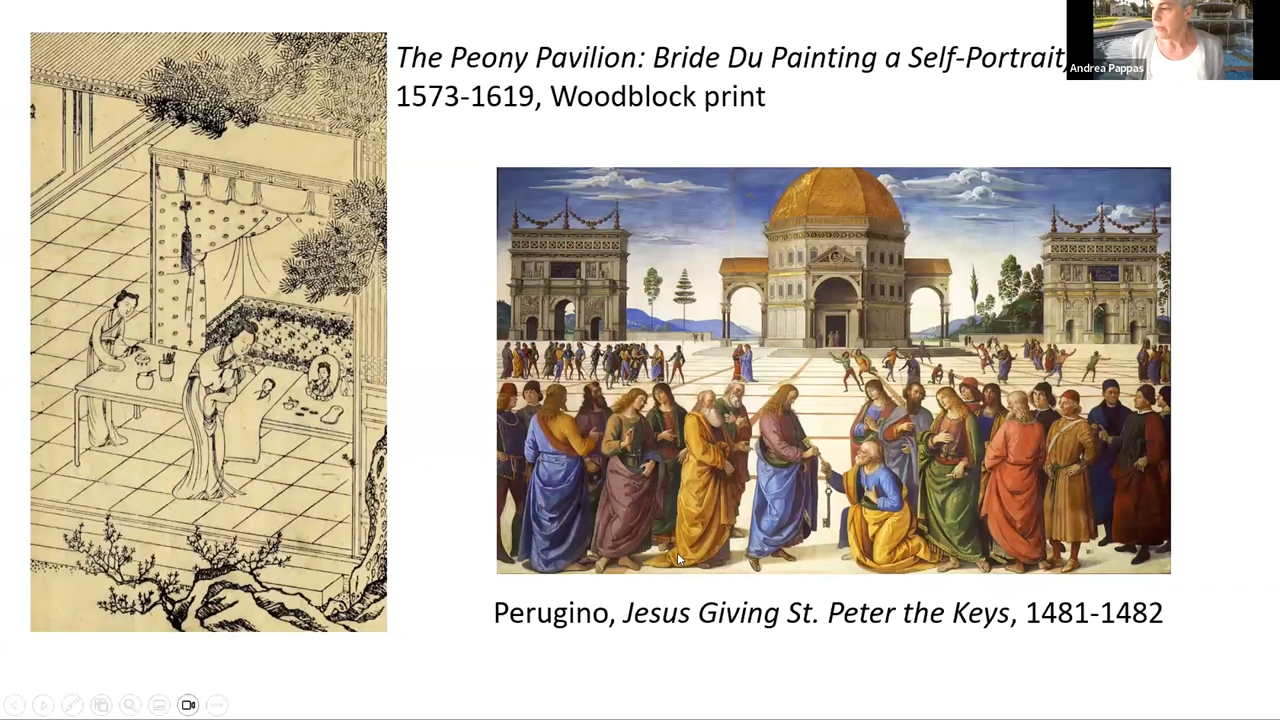 The Peony Pavilion: Bride Du Painting a Self-Portrait,
1573-1619, Woodblock print
Andrea Pappas
Perugino, Jesus Giving St. Peter the Keys, 1481-1482